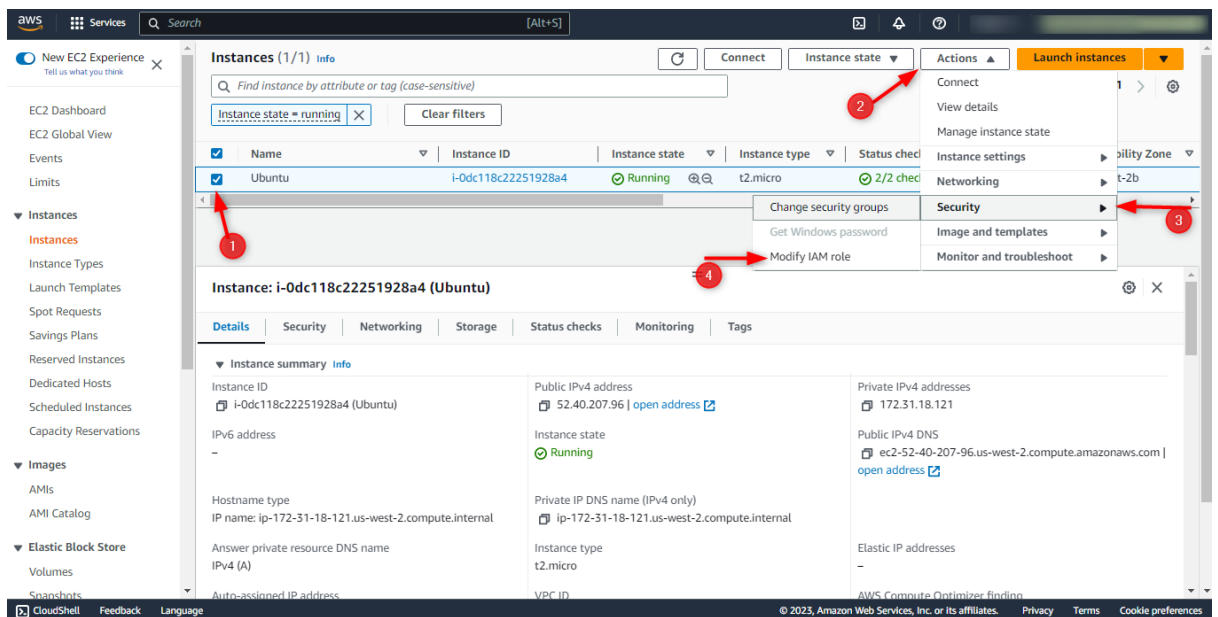 aws Services Search [Alt+S]
New EC2 Experience
Tell us what you think
EC2 Dashboard
EC2 Global View
Events
Limits
Instances
Instances
Instance Types
Launch Templates
Spot Requests
Savings Plans
Reserved Instances
Dedicated Hosts
Scheduled Instances
Capacity Reservations
Images
AMIs
AMI Catalog
Elastic Block Store
Volumes
Snapshots
Instances (1/1) Info
Connect Instance state Actions Launch instances
Find instance by attribute or tag (case-sensitive)
1
Instance state = running Clear filters
2
Connect
View details
Manage instance state
Instance settings
Networking
Security
Image and templates
Monitor and troubleshoot
Name Instance ID Instance state Instance type Status chec bility Zone
Ubuntu i-0dc118c22251928a4 Running t2.micro 2/2 chec t-2b
Change security groups
Get Windows password
Modify IAM role
1
3
4
Instance: i-0dc118c22251928a4 (Ubuntu)
Details Security Networking Storage Status checks Monitoring Tags
Instance summary Info
Instance ID
i-0dc118c22251928a4 (Ubuntu)
Public IPv4 address
52.40.207.96 | open address
Private IPv4 addresses
172.31.18.121
IPv6 address
–
Instance state
Running
Public IPv4 DNS
ec2-52-40-207-96.us-west-2.compute.amazonaws.com |
open address
Hostname type
IP name: ip-172-31-18-121.us-west-2.compute.internal
Private IP DNS name (IPv4 only)
ip-172-31-18-121.us-west-2.compute.internal
Answer private resource DNS name
IPv4 (A)
Instance type
t2.micro
Elastic IP addresses
–
Auto-assigned IP address
VPC ID
AWS Compute Optimizer finding
CloudShell Feedback Language
© 2023, Amazon Web Services, Inc. or its affiliates. Privacy Terms Cookie preferences